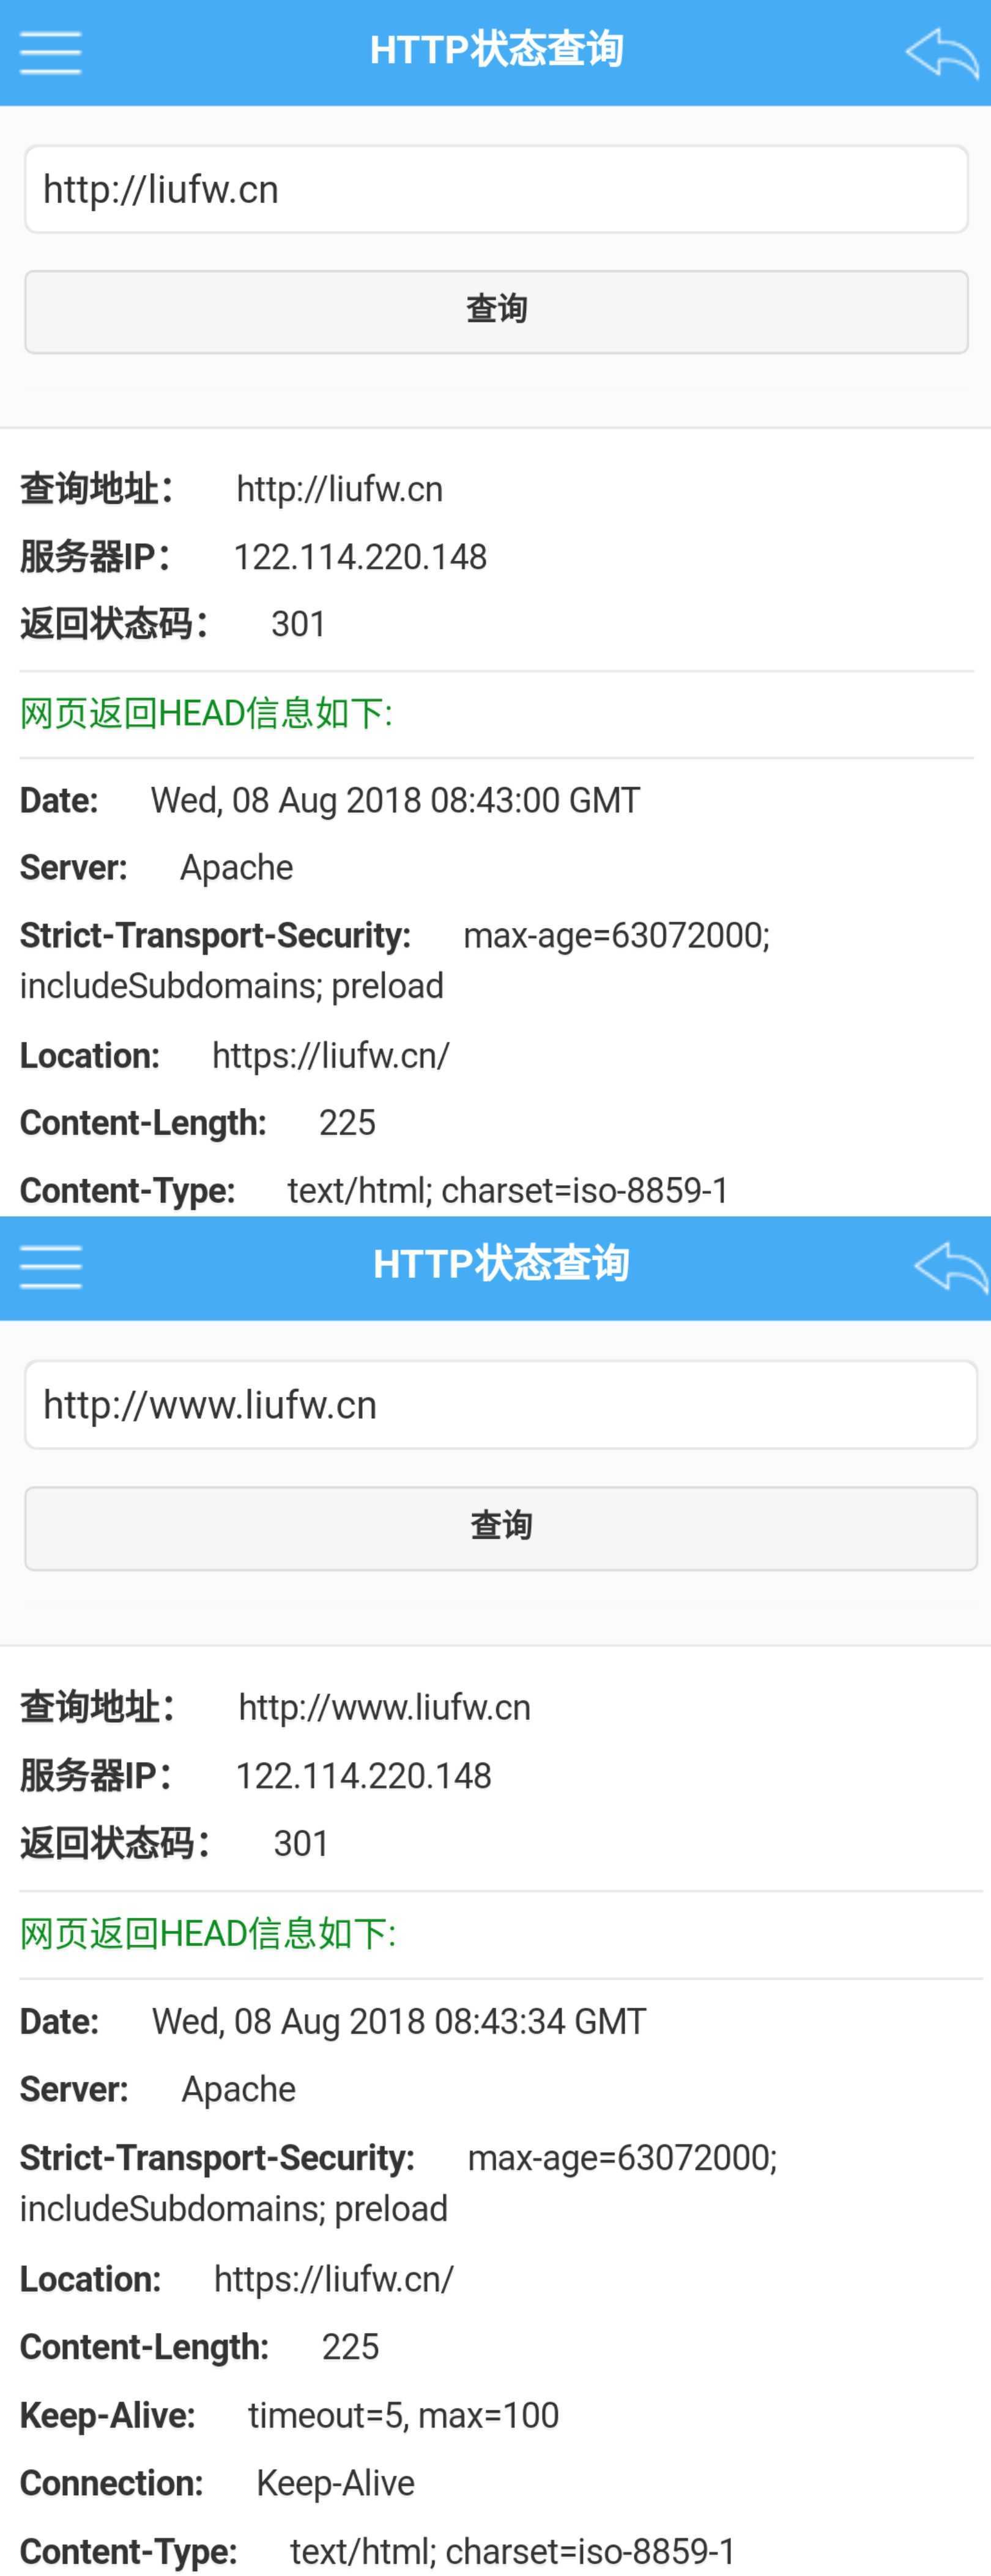 HTTP状态查询
http://liufw.cn
查询
查询地址： http://liufw.cn
服务器IP： 122.114.220.148
返回状态码： 301
网页返回HEAD信息如下:
Date: Wed, 08 Aug 2018 08:43:00 GMT
Server: Apache
Strict-Transport-Security: max-age=63072000;
includeSubdomains; preload
Location: https://liufw.cn/
Content-Length: 225
Content-Type: text/html; charset=iso-8859-1
HTTP状态查询
http://www.liufw.cn
查询
查询地址： http://www.liufw.cn
服务器IP： 122.114.220.148
返回状态码： 301
网页返回HEAD信息如下:
Date: Wed, 08 Aug 2018 08:43:34 GMT
Server: Apache
Strict-Transport-Security: max-age=63072000;
includeSubdomains; preload
Location: https://liufw.cn/
Content-Length: 225
Keep-Alive: timeout=5, max=100
Connection: Keep-Alive
Content-Type: text/html; charset=iso-8859-1